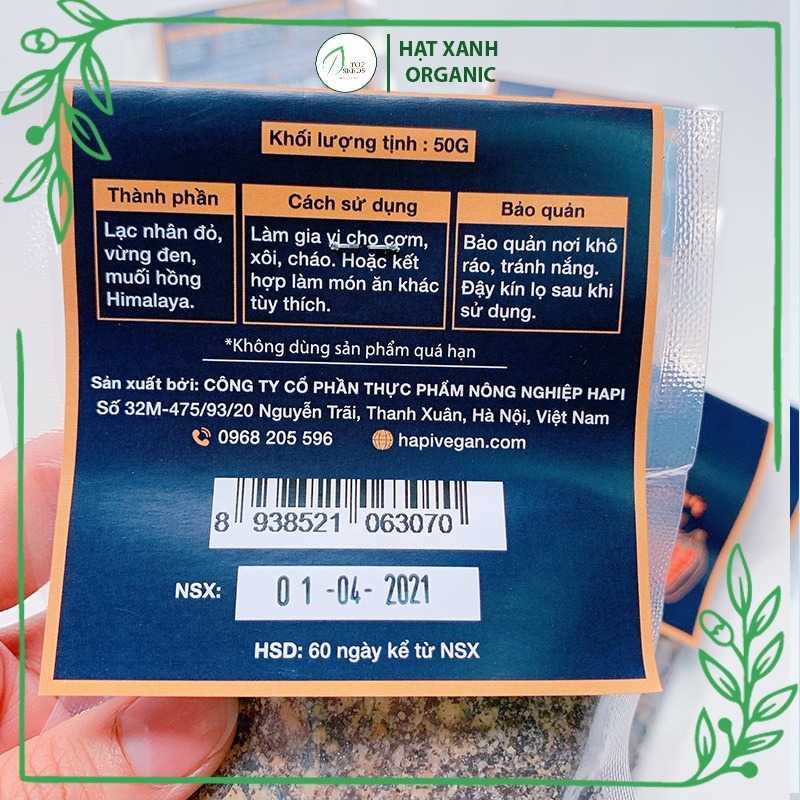 TOP
SEEDS
HẠT XANH
ORGANIC
Khối lượng tịnh : 50G
Thành phần
Lạc nhân đỏ,
vừng đen,
muối hồng
Himalaya.
Cách sử dụng
Làm gia vị cho cơm,
xôi, cháo. Hoặc kết
hợp làm món ăn khác
tùy thích.
Bảo quản
Bảo quản nơi khô
ráo, tránh nắng.
Đậy kín lọ sau khi
sử dụng.
*Không dùng sản phẩm quá hạn
Sản xuất bởi: CÔNG TY CỔ PHẦN THỰC PHẨM NÔNG NGHIỆP HAPI
Số 32M-475/93/20 Nguyễn Trãi, Thanh Xuân, Hà Nội, Việt Nam
0968 205 596 hapivegan.com
8 938521 063070
NSX: 01-04-2021
HSD: 60 ngày kể từ NSX